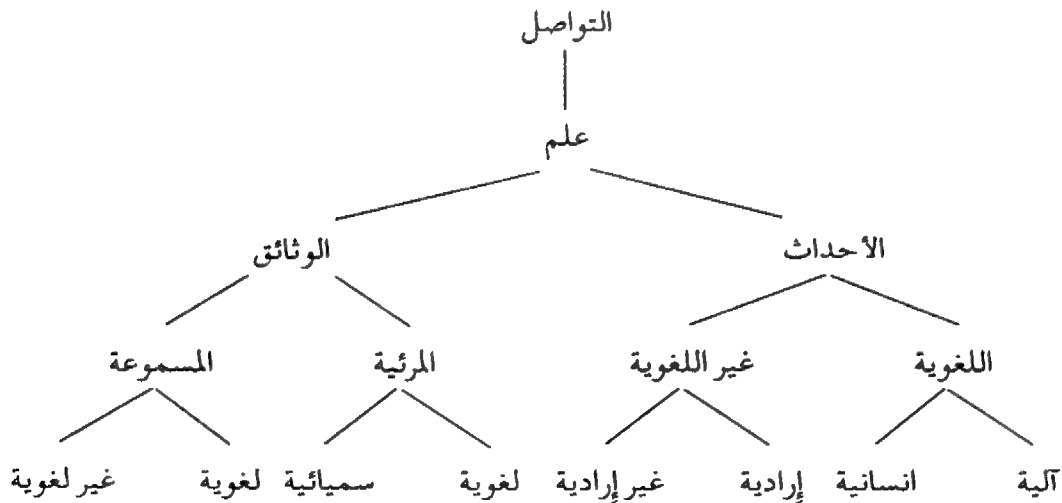 التواصل
علم
الأحداث الوثائق
اللغوية غير اللغوية المرئية المسموعة
آلية انسانية إرادية غير إرادية لغوية سميائية لغوية غير لغوية